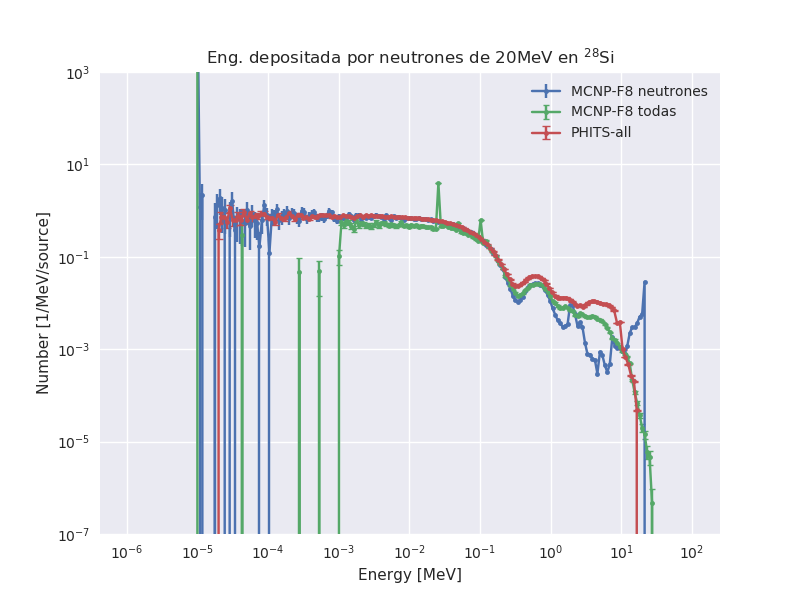 Eng. depositada por neutrones de 20MeV en ²⁸Si
MCNP-F8 neutrones
MCNP-F8 todas
PHITS-all
Number [1/MeV/source]
10³
10¹
10⁻¹
10⁻³
10⁻⁵
10⁻⁷
10⁻⁶ 10⁻⁵ 10⁻⁴ 10⁻³ 10⁻² 10⁻¹ 10⁰ 10¹ 10²
Energy [MeV]